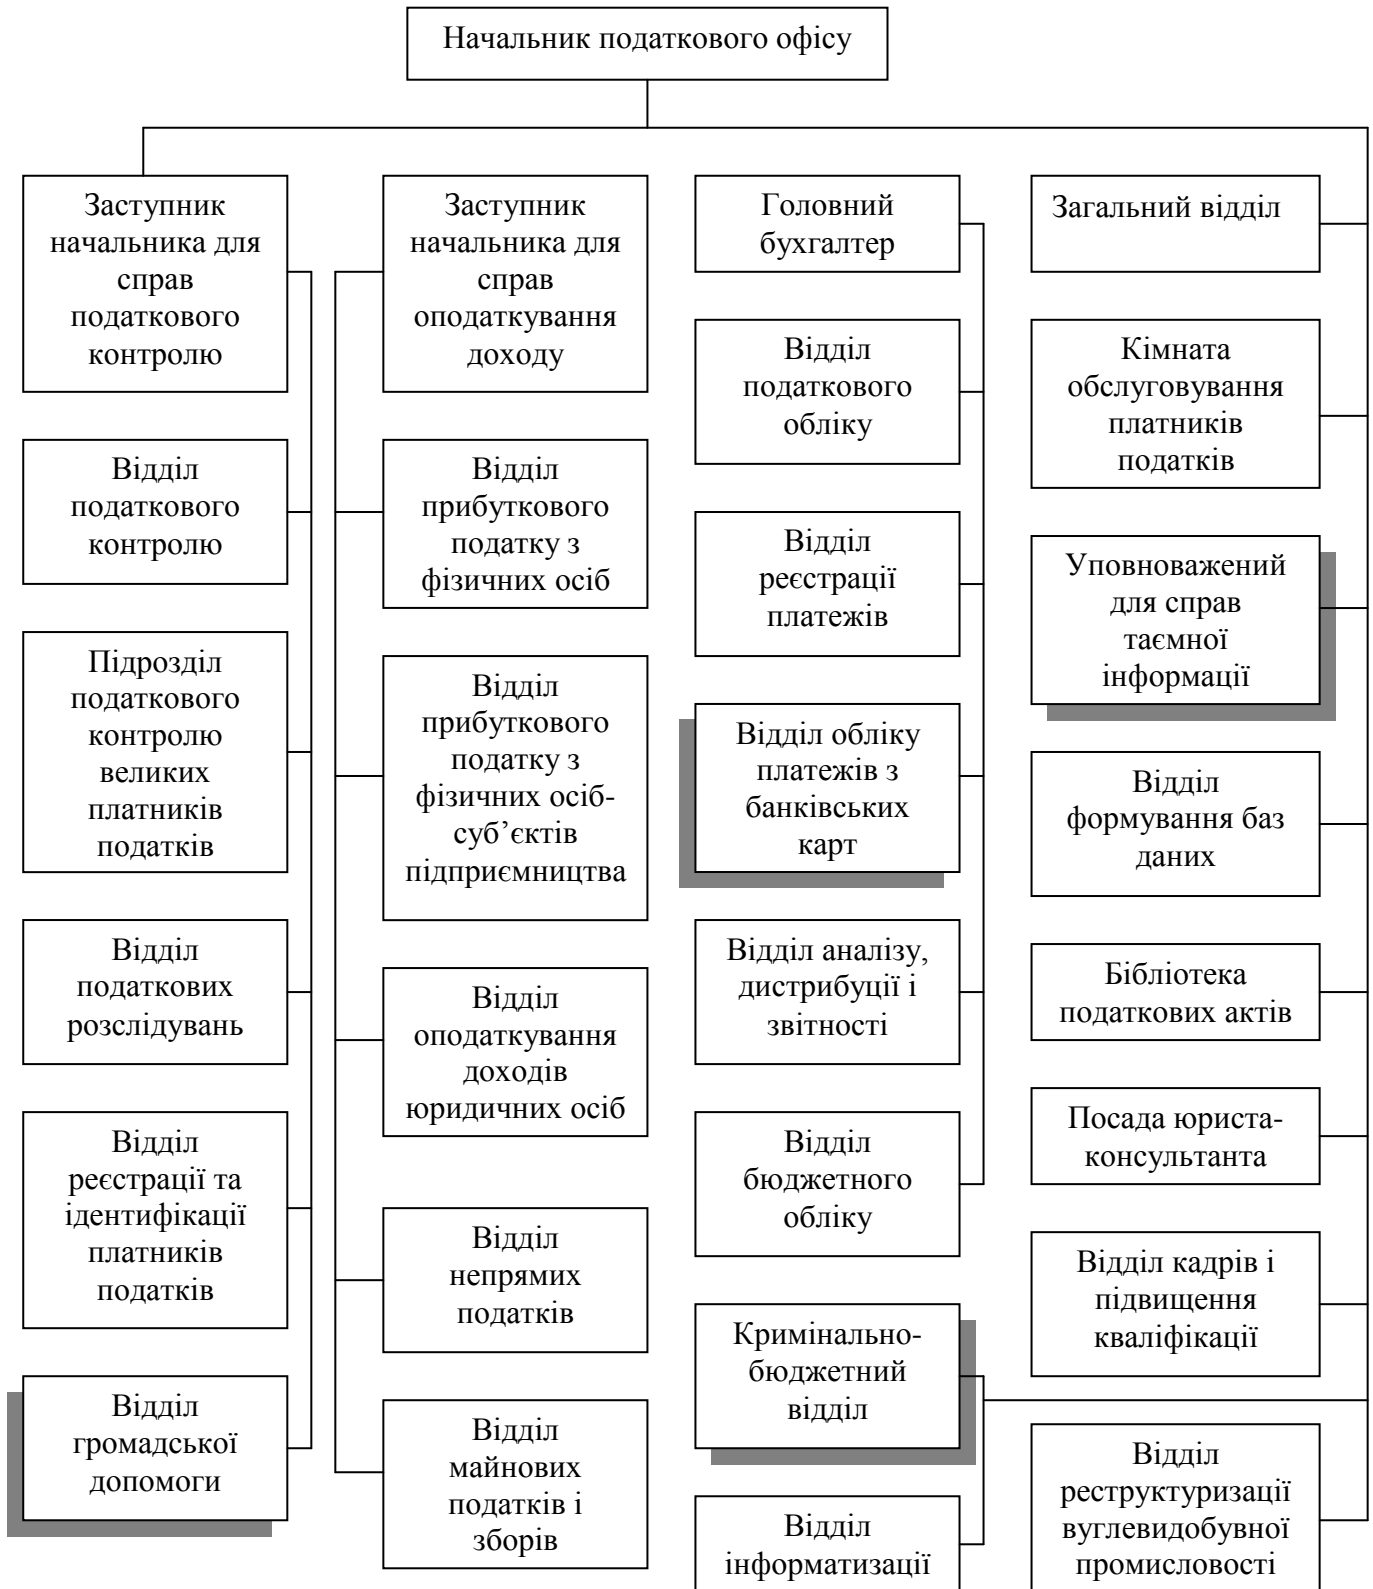 Начальник податкового офісу
Заступник
начальника для
справ
податкового
контролю
Відділ
податкового
контролю
Підрозділ
податкового
контролю
великих
платників
податків
Відділ
податкових
розслідувань
Відділ
реєстрації та
ідентифікації
платників
податків
Відділ
громадської
допомоги
Заступник
начальника для
справ
оподаткування
доходу
Відділ
прибуткового
податку з
фізичних осіб
Відділ
прибуткового
податку з
фізичних осіб-
суб’єктів
підприємництва
Відділ
оподаткування
доходів
юридичних осіб
Відділ
непрямих
податків
Відділ
майнових
податків і
зборів
Головний
бухгалтер
Відділ
податкового
обліку
Відділ
реєстрації
платежів
Відділ обліку
платежів з
банківських
карт
Відділ аналізу,
дистрибуції і
звітності
Відділ
бюджетного
обліку
Кримінально-
бюджетний
відділ
Відділ
інформатизації
Загальний відділ
Кімната
обслуговування
платників
податків
Уповноважений
для справ
таємної
інформації
Відділ
формування баз
даних
Бібліотека
податкових актів
Посада юриста-
консультанта
Відділ кадрів і
підвищення
кваліфікації
Відділ
реструктуризації
вуглевидобувної
промисловості